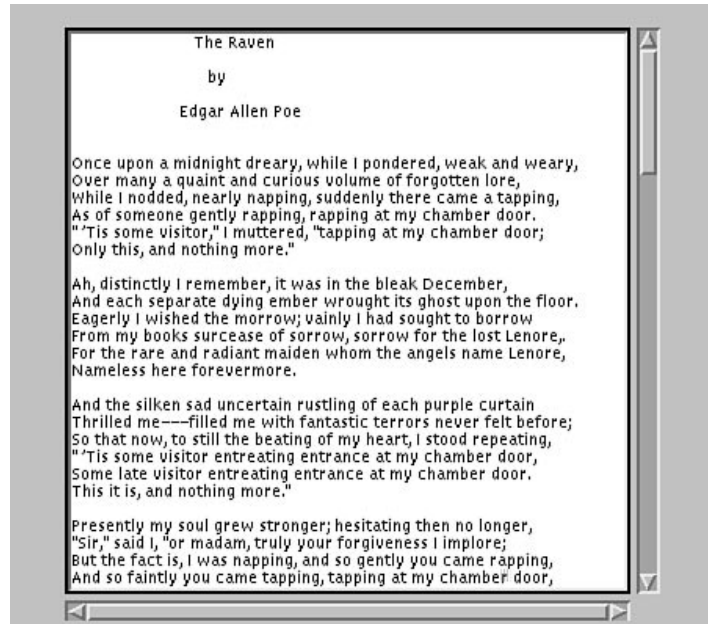 The Raven
by
Edgar Allen Poe
Once upon a midnight dreary, while I pondered, weak and weary,
Over many a quaint and curious volume of forgotten lore,
While I nodded, nearly napping, suddenly there came a tapping,
As of someone gently rapping, rapping at my chamber door.
"'Tis some visitor," I muttered, "tapping at my chamber door;
Only this, and nothing more."
Ah, distinctly I remember, it was in the bleak December,
And each separate dying ember wrought its ghost upon the floor.
Eagerly I wished the morrow; vainly I had sought to borrow
From my books surcease of sorrow, sorrow for the lost Lenore,.
For the rare and radiant maiden whom the angels name Lenore,
Nameless here forevermore.
And the silken sad uncertain rustling of each purple curtain
Thrilled me---filled me with fantastic terrors never felt before;
So that now, to still the beating of my heart, I stood repeating,
"'Tis some visitor entreating entrance at my chamber door,
Some late visitor entreating entrance at my chamber door.
This it is, and nothing more."
Presently my soul grew stronger; hesitating then no longer,
"Sir," said I, "or madam, truly your forgiveness I implore;
But the fact is, I was napping, and so gently you came rapping,
And so faintly you came tapping, tapping at my chamber door,